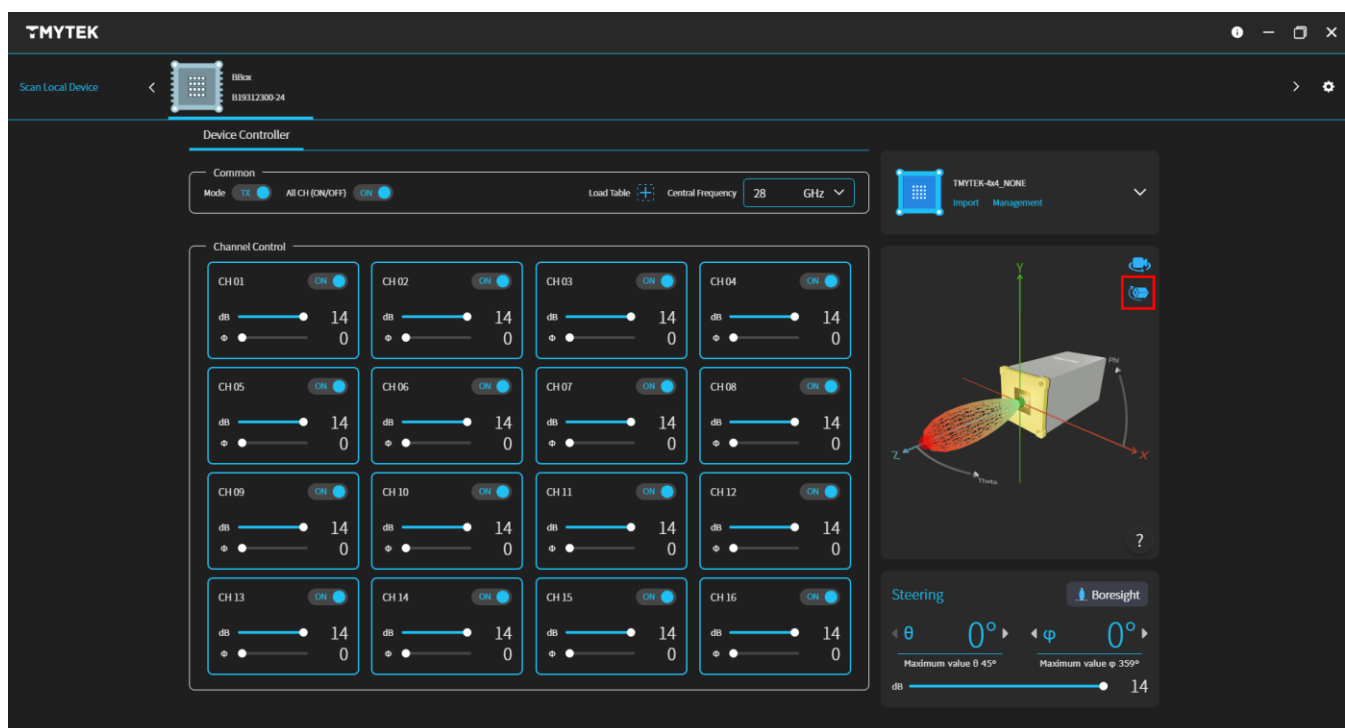 TMYTEK
Scan Local Device
BBox
B19312300-24
Device Controller
Common
Mode TX All CH (ON/OFF) ON Load Table Central Frequency 28 GHz
TMYTEK-4x4_NONE
Import Management
Channel Control
CH 01 ON CH 02 ON CH 03 ON CH 04 ON
dB 14 dB 14 dB 14 dB 14
Φ 0 Φ 0 Φ 0 Φ 0
CH 05 ON CH 06 ON CH 07 ON CH 08 ON
dB 14 dB 14 dB 14 dB 14
Φ 0 Φ 0 Φ 0 Φ 0
CH 09 ON CH 10 ON CH 11 ON CH 12 ON
dB 14 dB 14 dB 14 dB 14
Φ 0 Φ 0 Φ 0 Φ 0
CH 13 ON CH 14 ON CH 15 ON CH 16 ON
dB 14 dB 14 dB 14 dB 14
Φ 0 Φ 0 Φ 0 Φ 0
Y
Phi
Z
X
Theta
?
Steering Boresight
θ 0° φ 0°
Maximum value θ 45° Maximum value φ 359°
dB 14